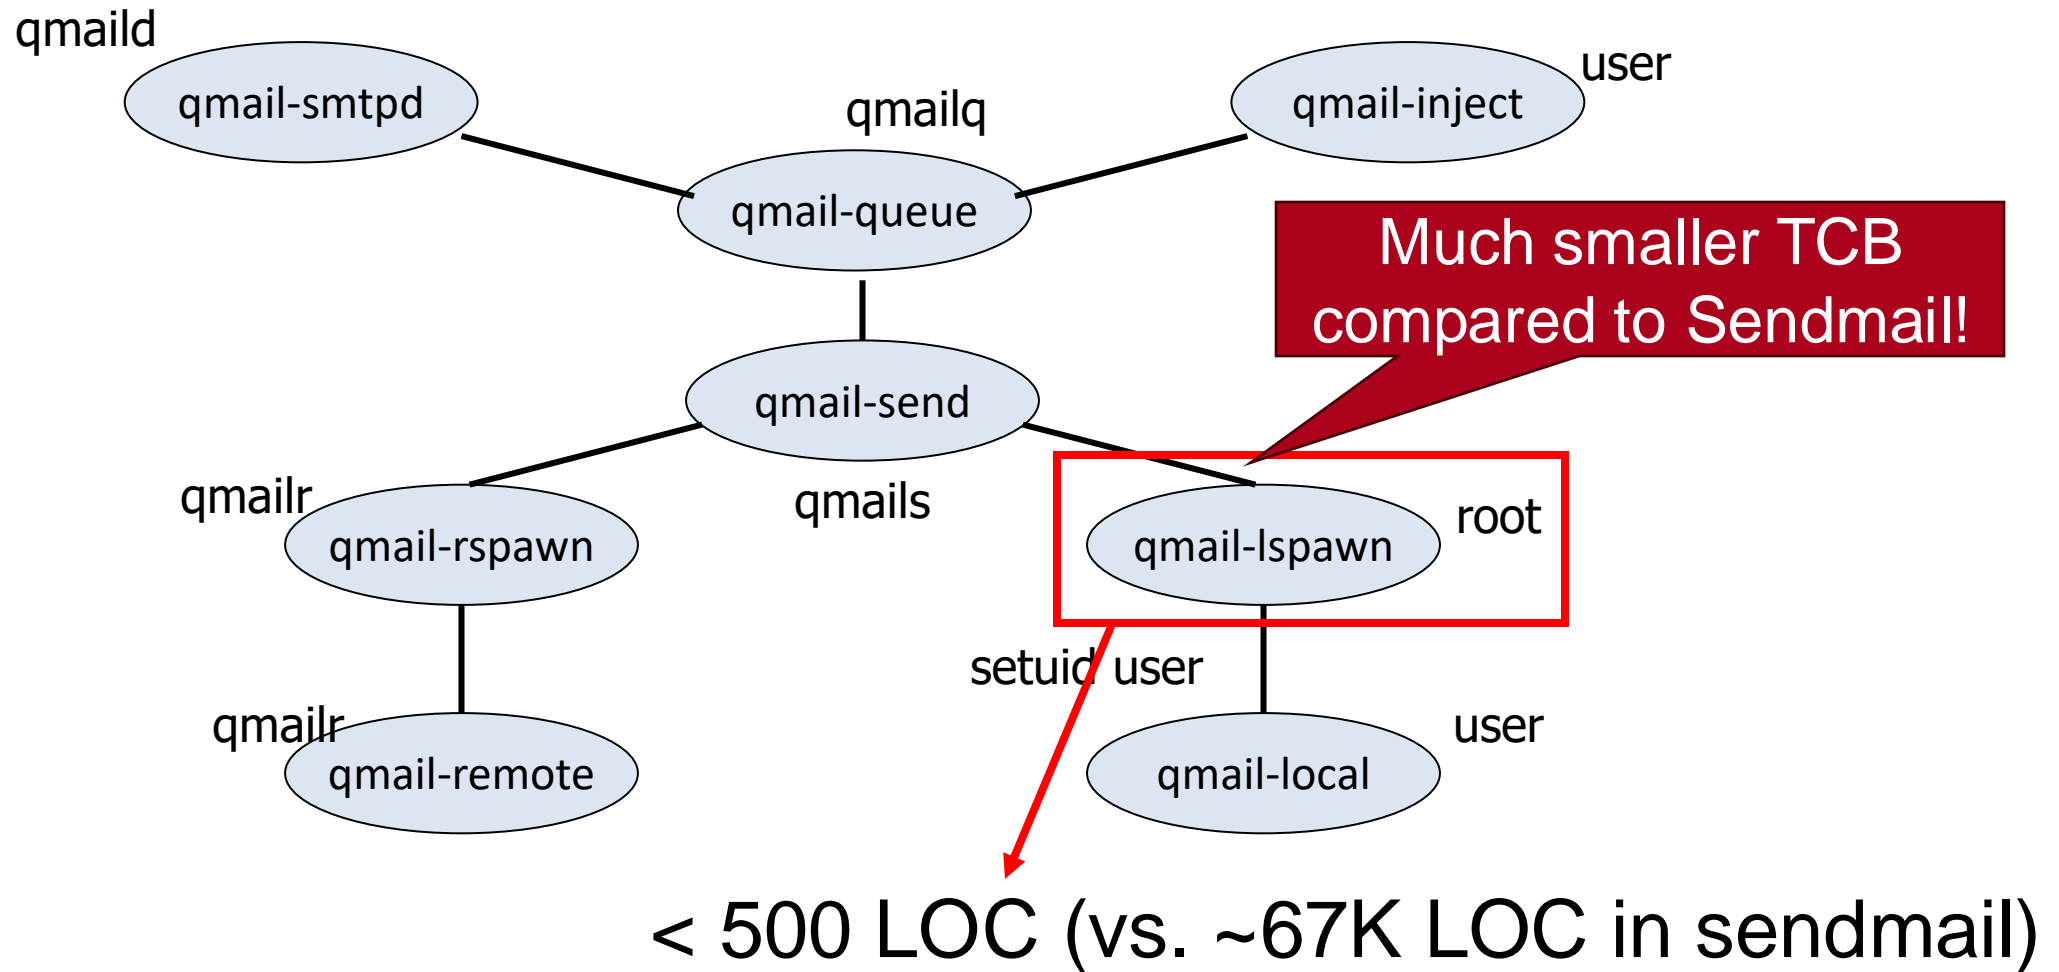 qmaild
qmail-smtpd
qmailq
qmail-inject
user
qmail-queue
Much smaller TCB
compared to Sendmail!
qmail-send
qmailr
qmail-rspawn
qmails
qmail-lspawn
root
setuid user
qmailr
qmail-remote
qmail-local
user
< 500 LOC (vs. ~67K LOC in sendmail)